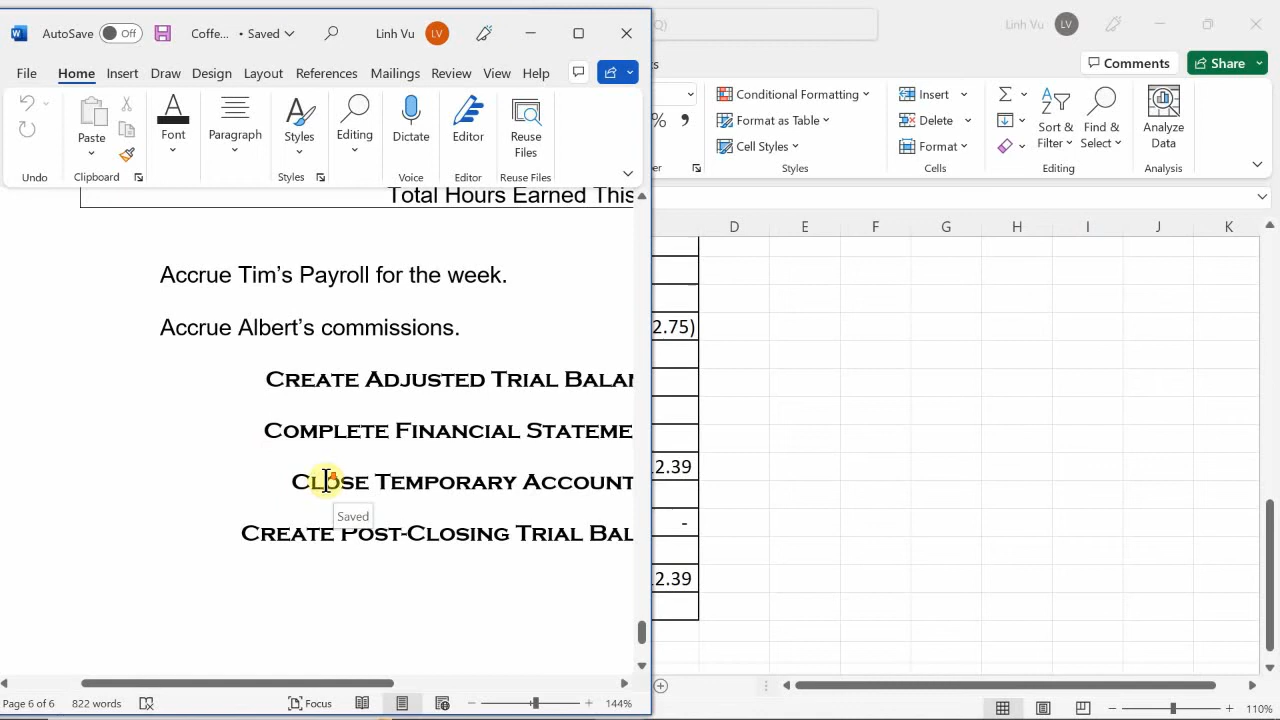 AutoSave Off Coffe... • Saved Linh Vu LV
Q) Linh Vu LV
File Home Insert Draw Design Layout References Mailings Review View Help
Comments Share
Paste Font Paragraph Styles Editing Dictate Editor Reuse Files
Undo Clipboard Styles Voice Editor Reuse Files
% , Conditional Formatting Format as Table Cell Styles Styles
Insert Delete Format Cells
Sort & Filter Find & Select Editing
Analyze Data Analysis
D E F G H I J K
Total Hours Earned This
Accrue Tim’s Payroll for the week.
Accrue Albert’s commissions.
Create Adjusted Trial Balan
Complete Financial Stateme
Close Temporary Account
Saved
Create Post-Closing Trial Bal
2.75)
2.39
-
2.39
Page 6 of 6 822 words Focus 144%
110%